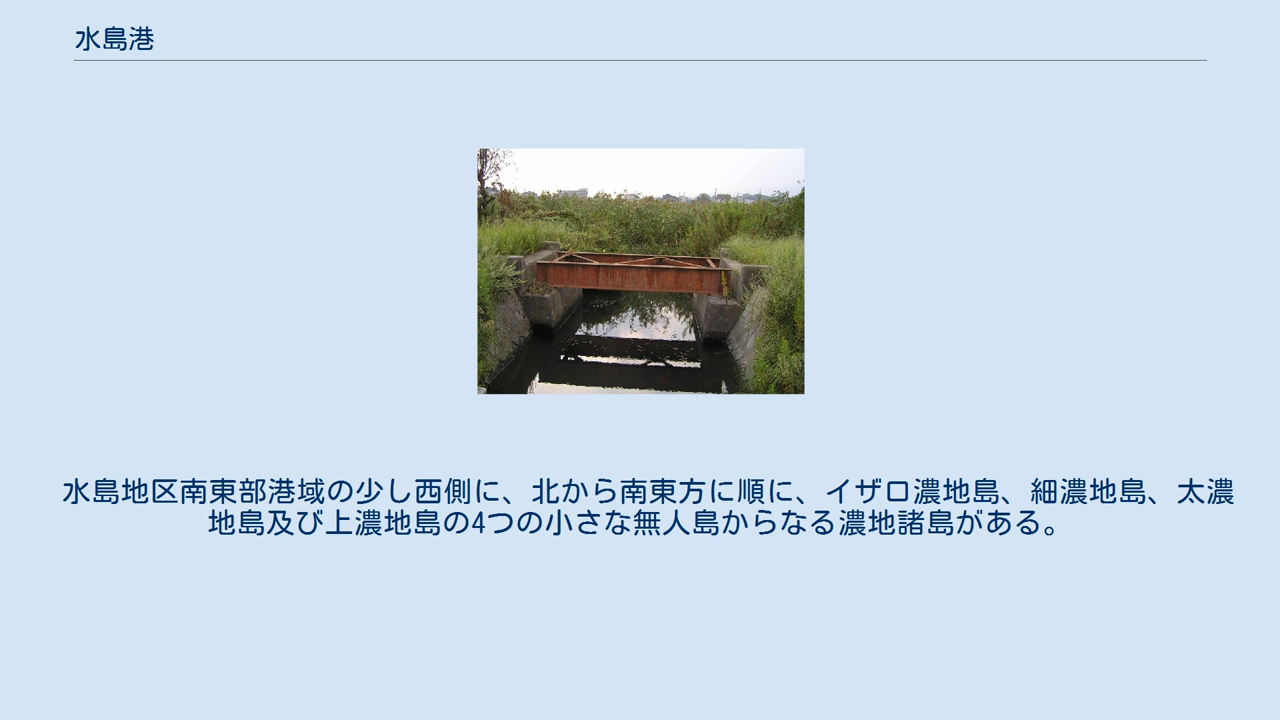 水島港
水島地区南東部港域の少し西側に、北から南東方に順に、イザロ濃地島、細濃地島、太濃
地島及び上濃地島の4つの小さな無人島からなる濃地諸島がある。